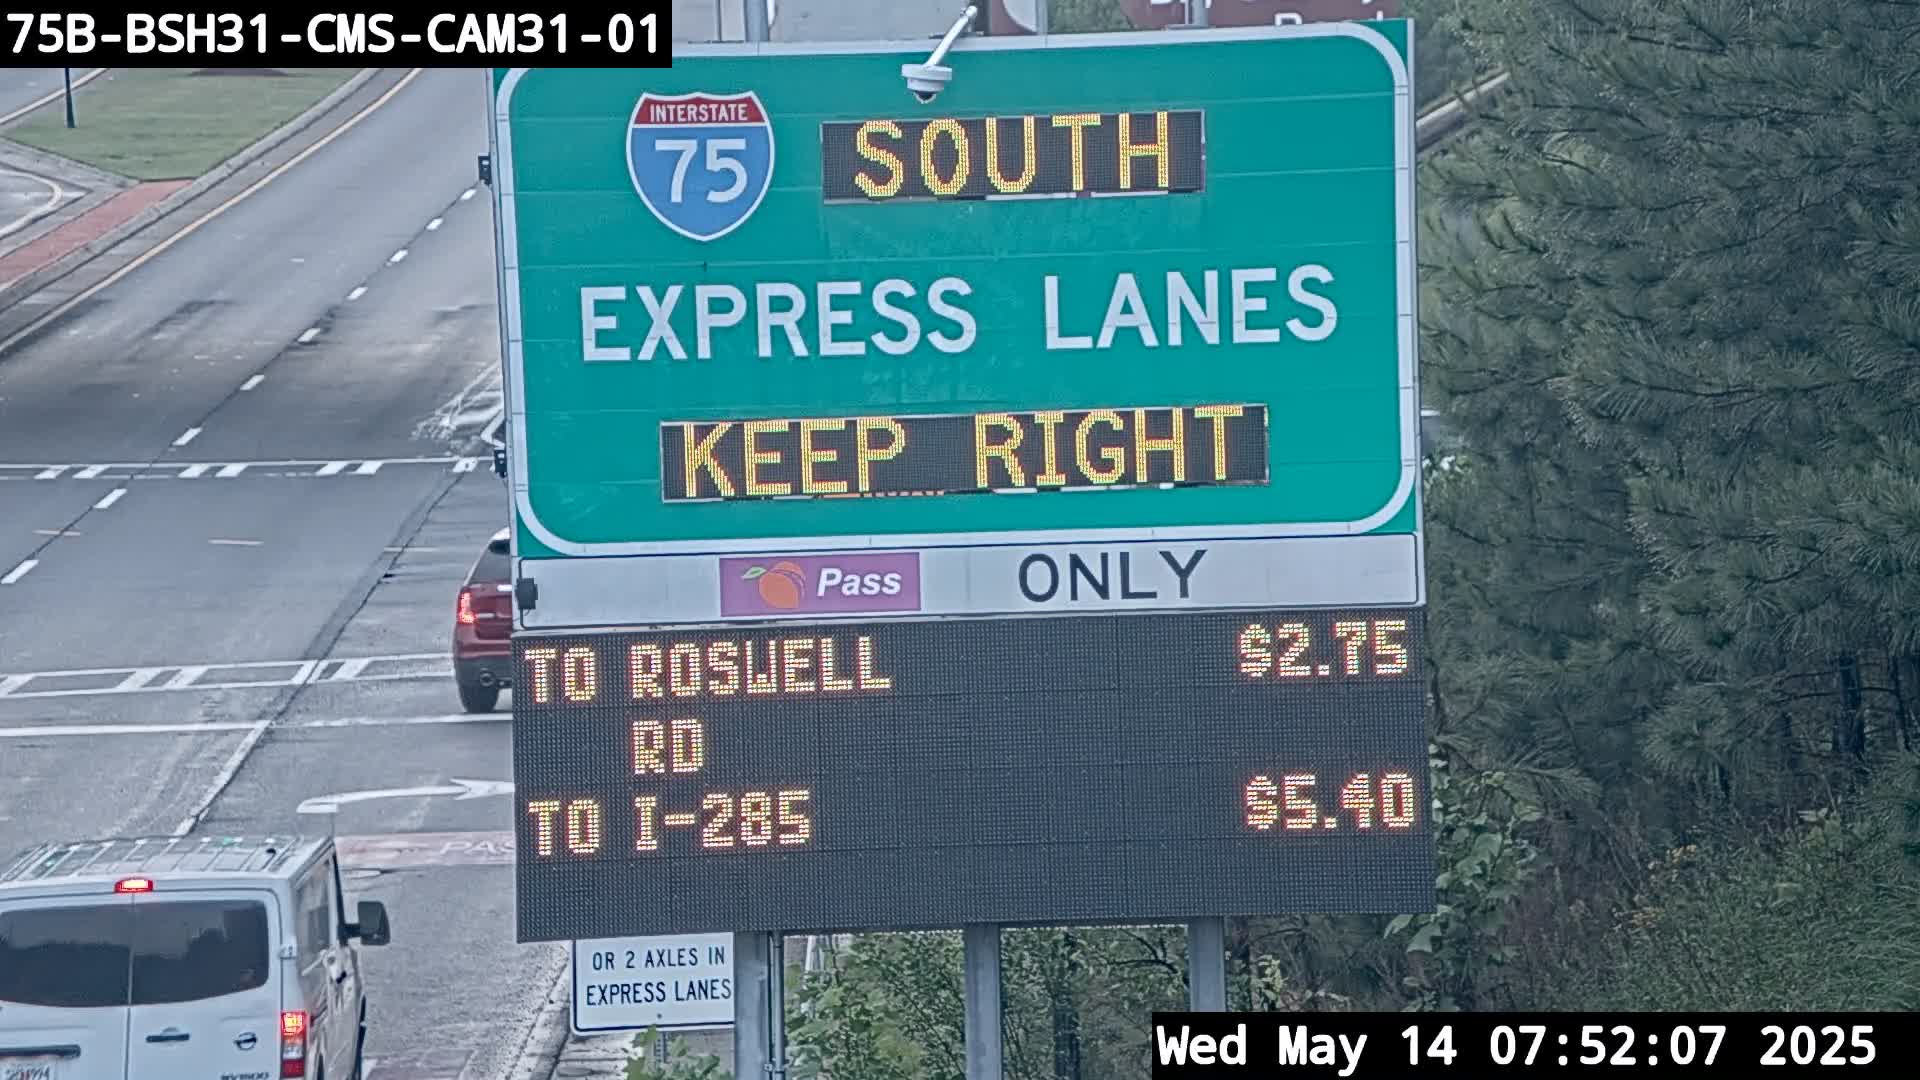 75B-BSH31-CMS-CAM31-01
INTERSTATE
75
SOUTH
EXPRESS LANES
KEEP RIGHT
Pass ONLY
TO ROSWELL $2.75
RD
TO I-285 $5.40
OR 2 AXLES IN
EXPRESS LANES
Wed May 14 07:52:07 2025